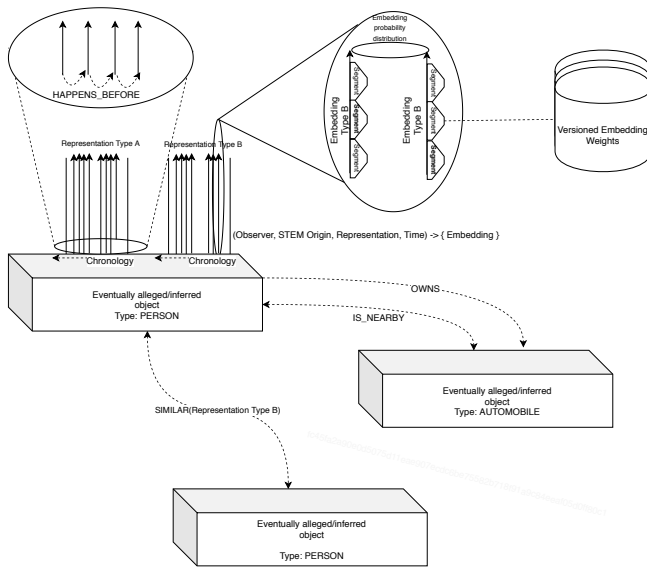 HAPPENS_BEFORE
Embedding
probability
distribution
Embedding
Type B
Segment
Segment
Segment
Embedding
Type B
Segment
Segment
Segment
Versioned Embedding
Weights
Representation Type A
Representation Type B
(Observer, STEM Origin, Representation, Time) -> { Embedding }
Chronology
Chronology
Eventually alleged/inferred
object
Type: PERSON
OWNS
IS_NEARBY
Eventually alleged/inferred
object
Type: AUTOMOBILE
SIMILAR(Representation Type B)
Eventually alleged/inferred
object
Type: PERSON